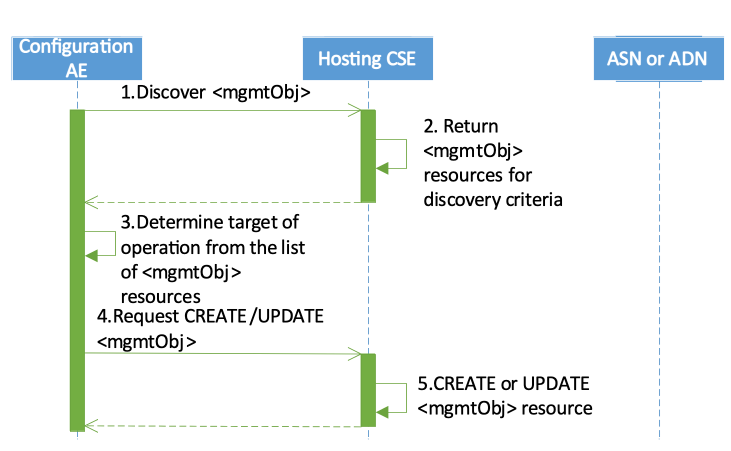 Configuration
AE
Hosting CSE
ASN or ADN
1.Discover <mgmtObj>
2. Return
<mgmtObj>
resources for
discovery criteria
3.Determine target of
operation from the list
of <mgmtObj>
resources
4.Request CREATE/UPDATE
<mgmtObj>
5.CREATE or UPDATE
<mgmtObj> resource